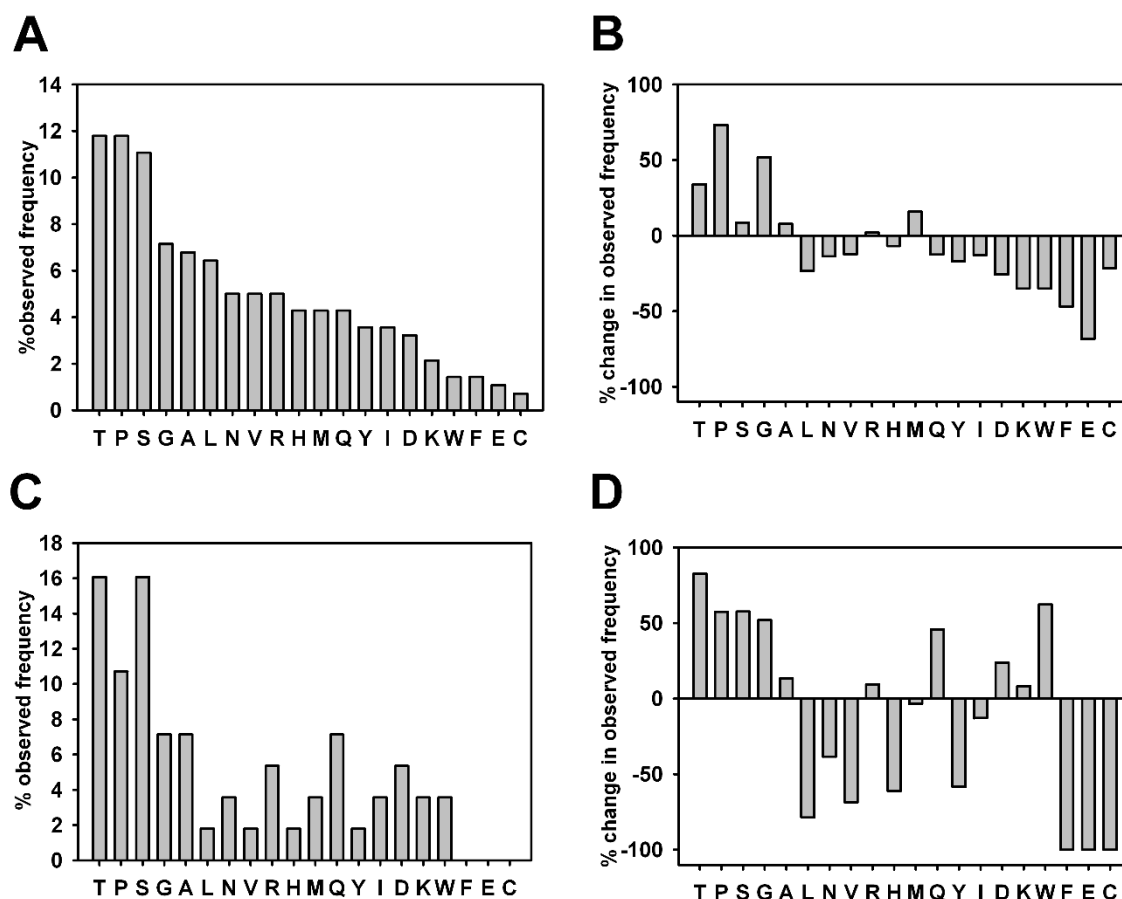 A
%observed frequency
14
12
10
8
6
4
2
0
T P S G A L N V R H M Q Y I D K W F E C
B
% change in observed frequency
100
50
0
-50
-100
T P S G A L N V R H M Q Y I D K W F E C
C
% observed frequency
18
16
14
12
10
8
6
4
2
0
T P S G A L N V R H M Q Y I D K W F E C
D
% change in observed frequency
100
50
0
-50
-100
T P S G A L N V R H M Q Y I D K W F E C